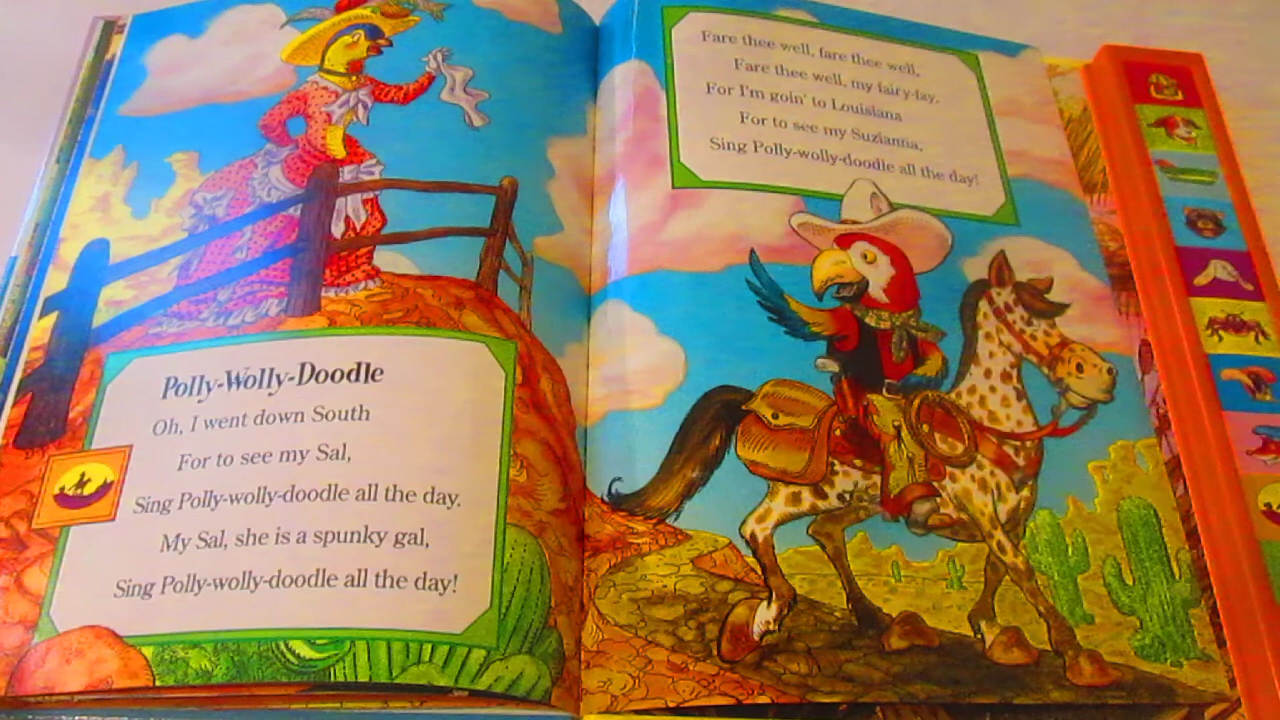 Polly-Wolly-Doodle
Oh, I went down South
For to see my Sal,
Sing Polly-wolly-doodle all the day.
My Sal, she is a spunky gal,
Sing Polly-wolly-doodle all the day!
Fare thee well, fare thee well,
Fare thee well, my fairy-fay,
For I'm goin' to Louisiana
For to see my Suzianna,
Sing Polly-wolly-doodle all the day!